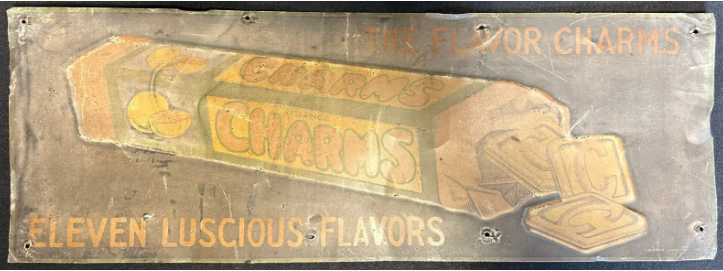 THE FLAVOR CHARMS
CHARMS
CHARMS
ELEVEN LUSCIOUS FLAVORS